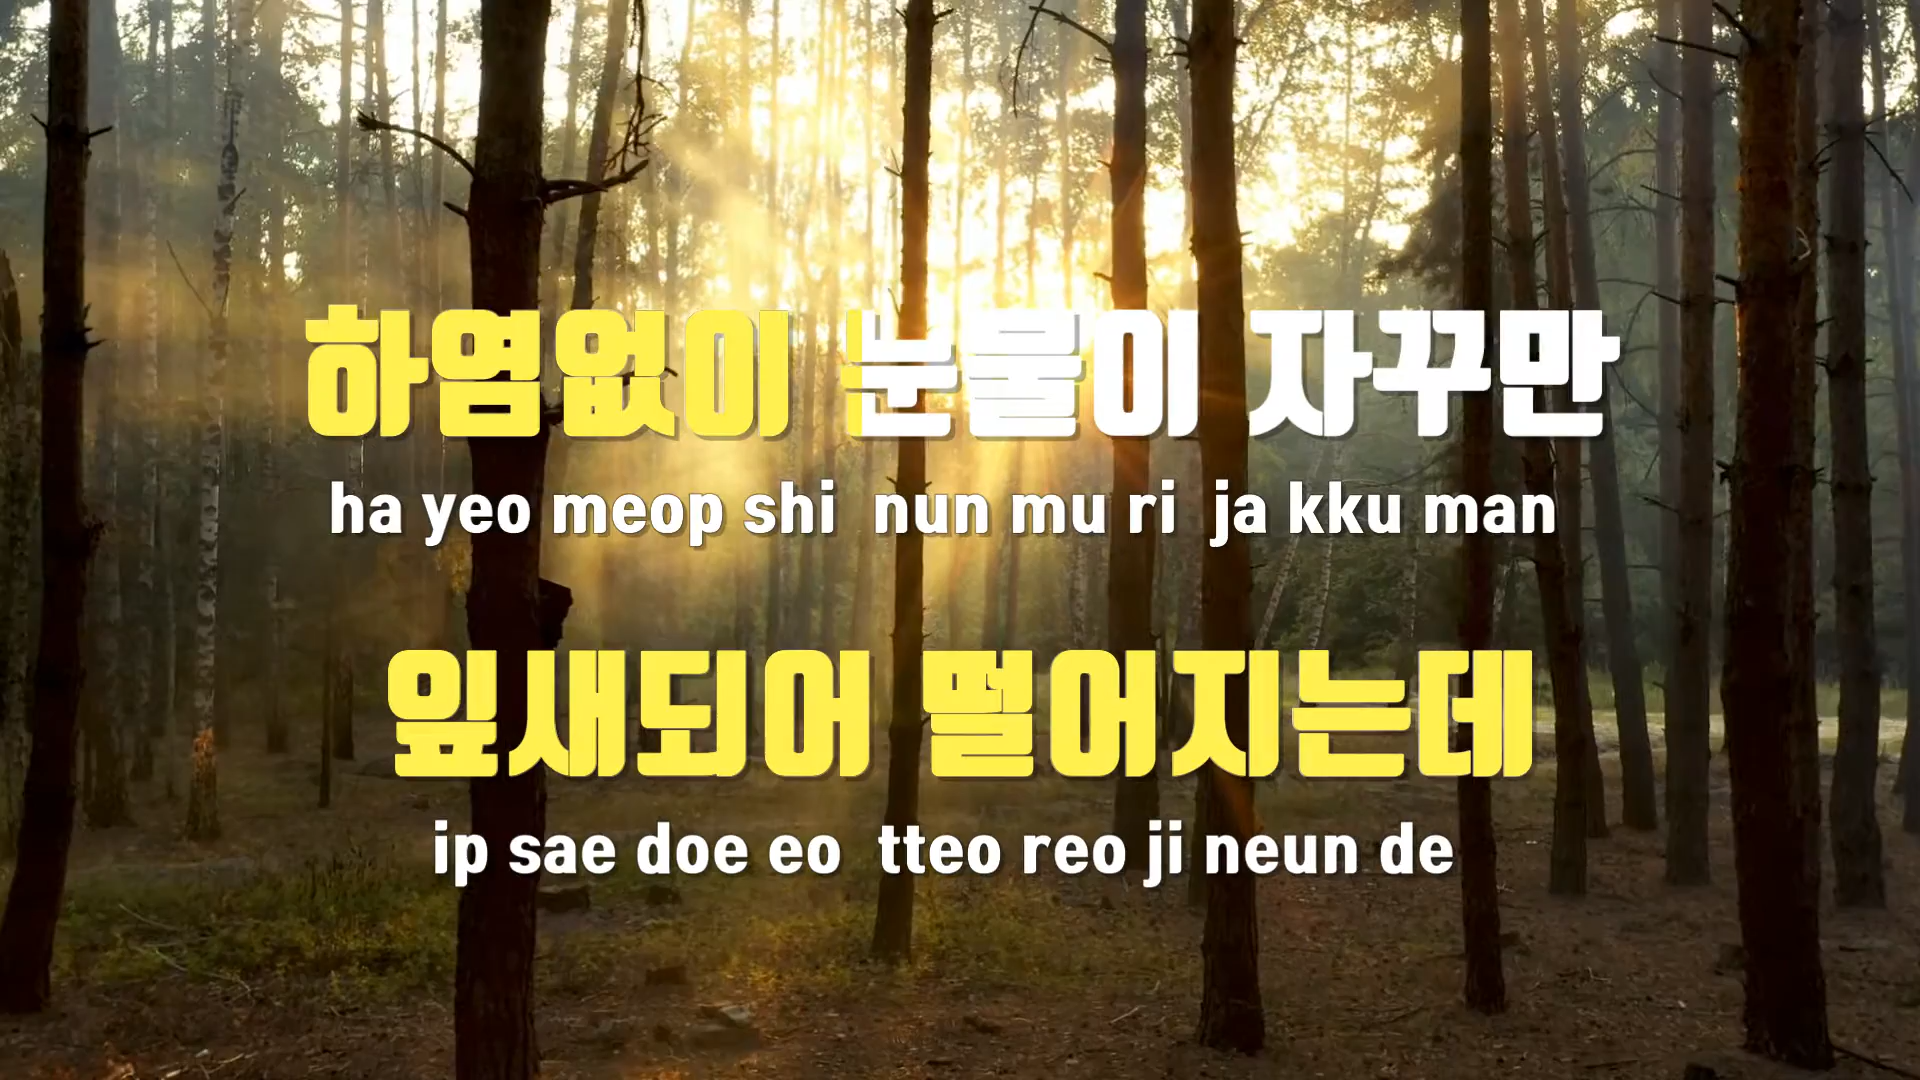 하염없이 눈물이 자꾸만
ha yeo meop shi nun mu ri ja kku man
잎새되어 떨어지는데
ip sae doe eo tteo reo ji neun de